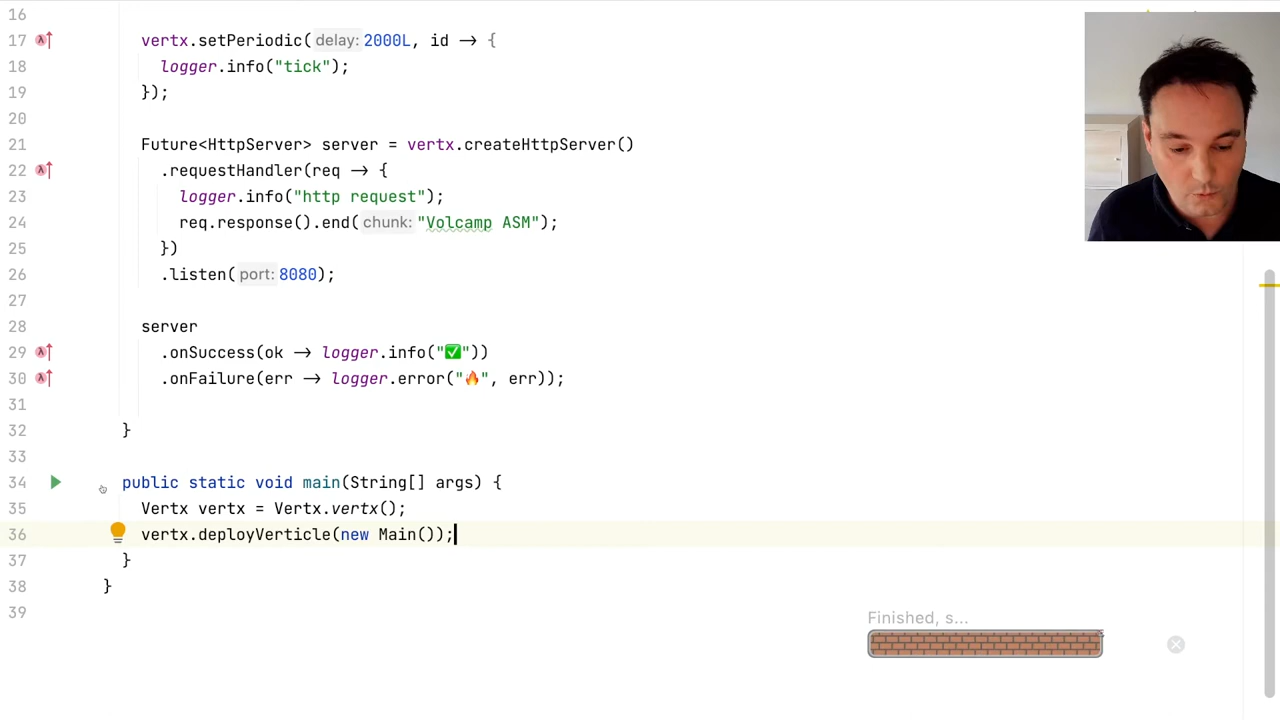 16
17 vertx.setPeriodic( delay: 2000L, id -> {
18 logger.info("tick");
19 });
20
21 Future<HttpServer> server = vertx.createHttpServer()
22 .requestHandler(req -> {
23 logger.info("http request");
24 req.response().end( chunk: "Volcamp ASM");
25 })
26 .listen( port: 8080);
27
28 server
29 .onSuccess(ok -> logger.info("✅"))
30 .onFailure(err -> logger.error("🔥", err));
31
32 }
33
34 public static void main(String[] args) {
35 Vertx vertx = Vertx.vertx();
36 vertx.deployVerticle(new Main());
37 }
38 }
39
Finished, s...